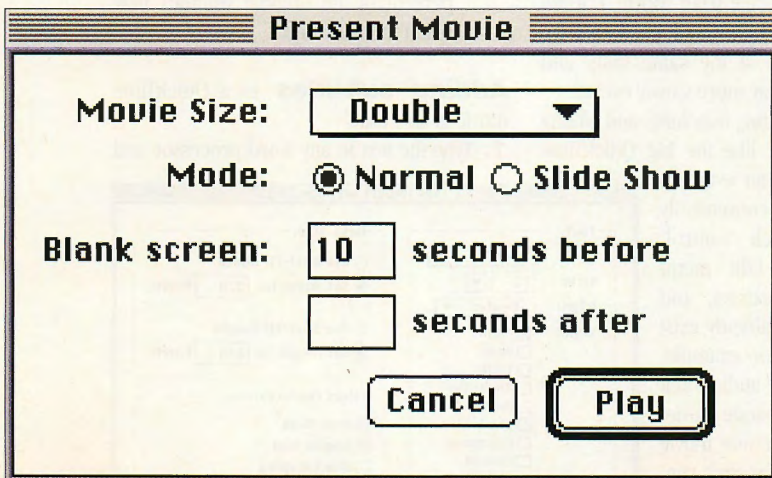 Present Movie
Movie Size: Double
Mode: Normal Slide Show
Blank screen: 10 seconds before
seconds after
Cancel Play